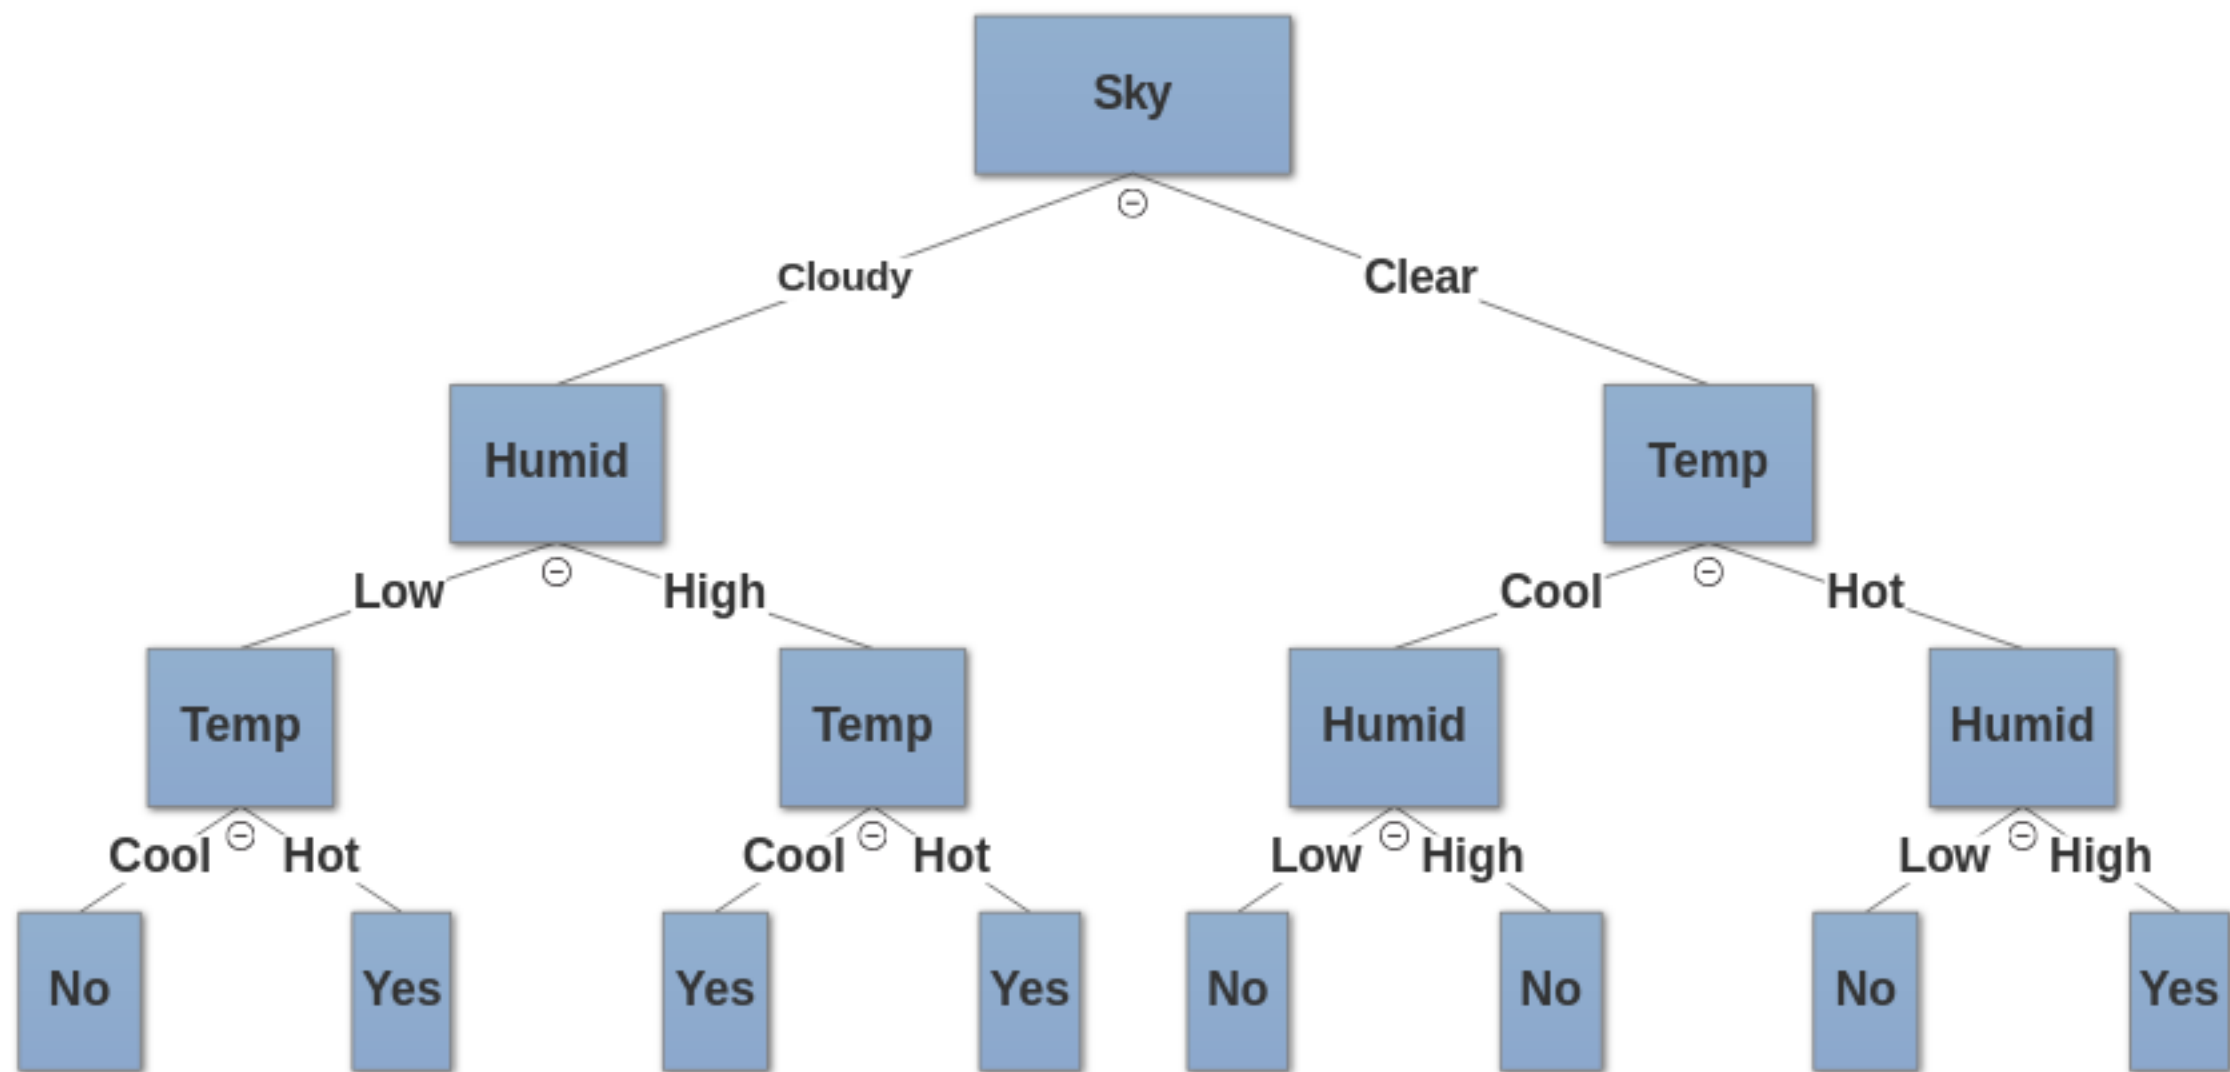 Sky
Cloudy Clear
Humid Temp
Low High Cool Hot
Temp Temp Humid Humid
Cool Hot Cool Hot Low High Low High
No Yes Yes Yes No No No Yes